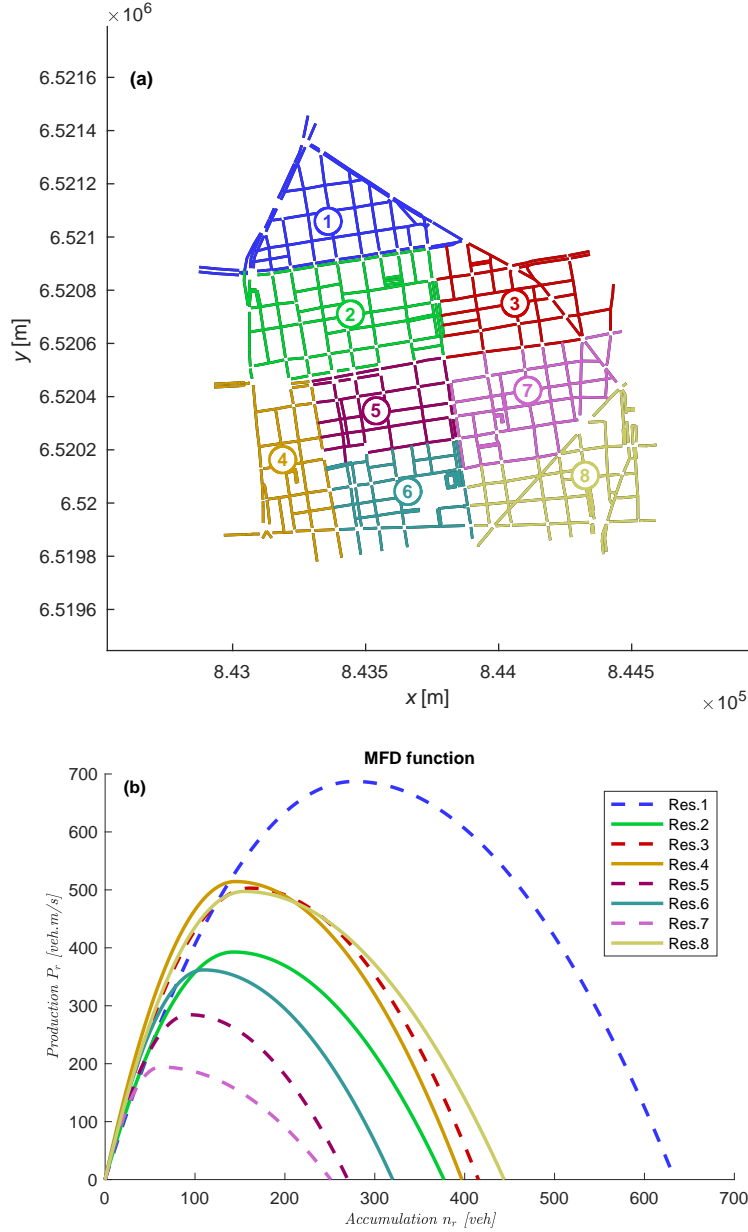 × 10⁶
(a)
6.5216
6.5214
6.5212
6.521
6.5208
6.5206
6.5204
6.5202
6.52
6.5198
6.5196
y [m]
1
2
3
4
5
6
7
8
8.43 8.435 8.44 8.445
x [m]
× 10⁵
MFD function
(b)
700
600
500
400
300
200
100
0
Production P_r [veh.m/s]
Res.1
Res.2
Res.3
Res.4
Res.5
Res.6
Res.7
Res.8
0 100 200 300 400 500 600 700
Accumulation n_r [veh]